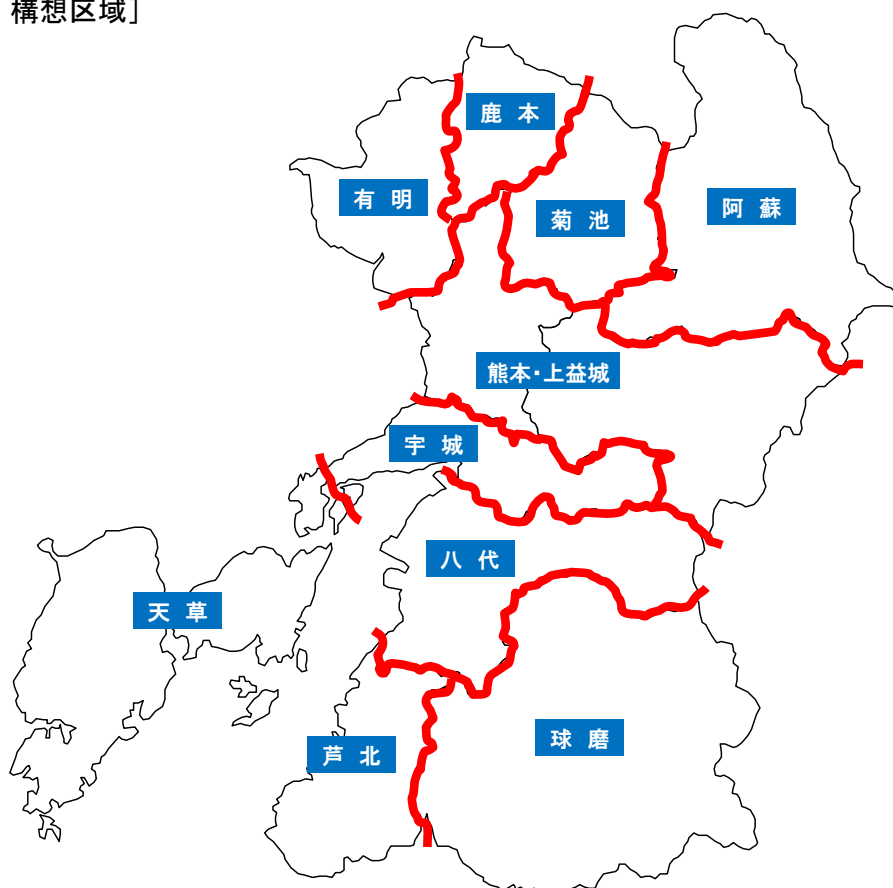 構想区域]
鹿 本
有 明
菊 池
阿 蘇
熊本・上益城
宇 城
八 代
天 草
芦 北
球 磨